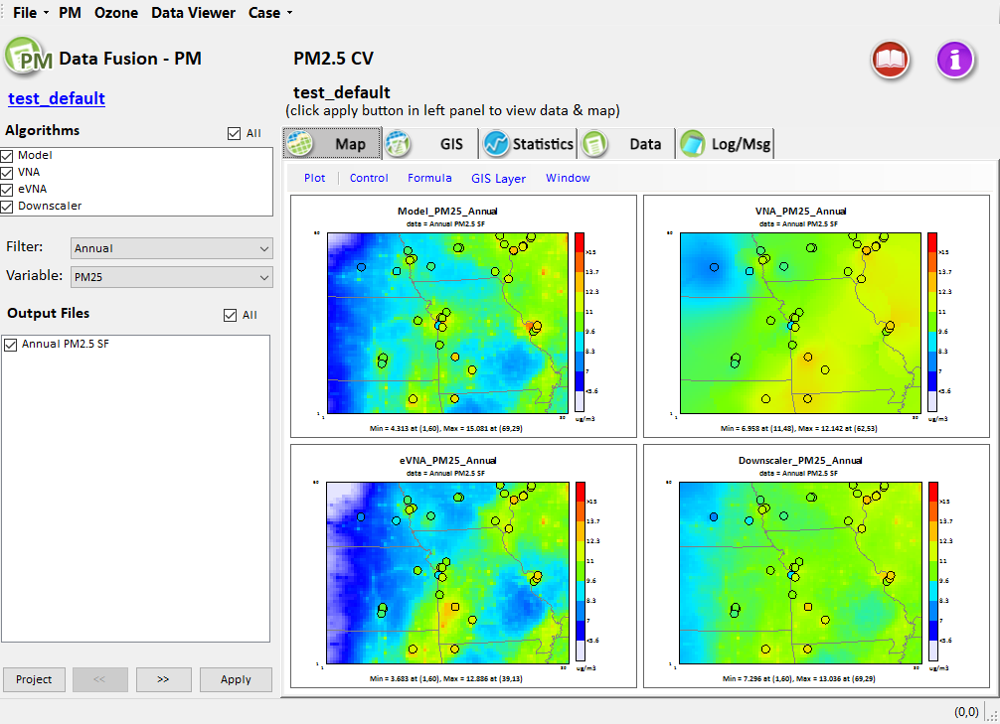 File PM Ozone Data Viewer Case
PM Data Fusion - PM
PM2.5 CV
test_default
test_default
(click apply button in left panel to view data & map)
Algorithms All
Model
VNA
eVNA
Downscaler
Filter: Annual
Variable: PM25
Output Files All
Annual PM2.5 SF
Project << >> Apply
Map GIS Statistics Data Log/Msg
Plot Control Formula GIS Layer Window
Model_PM25_Annual
data = Annual PM2.5 SF
60
>15
13.7
12.3
11
9.6
8.3
7
<5.6
1
1 80 ug/m3
Min = 4.313 at (1,60), Max = 15.081 at (69,29)
VNA_PM25_Annual
data = Annual PM2.5 SF
60
>15
13.7
12.3
11
9.6
8.3
7
<5.6
1
1 80 ug/m3
Min = 6.958 at (11,48), Max = 12.142 at (62,53)
eVNA_PM25_Annual
data = Annual PM2.5 SF
60
>15
13.7
12.3
11
9.6
8.3
7
<5.6
1
1 80 ug/m3
Min = 3.683 at (1,60), Max = 12.886 at (39,13)
Downscaler_PM25_Annual
data = Annual PM2.5 SF
60
>15
13.7
12.3
11
9.6
8.3
7
<5.6
1
1 80 ug/m3
Min = 7.296 at (1,60), Max = 13.036 at (69,29)
(0,0)